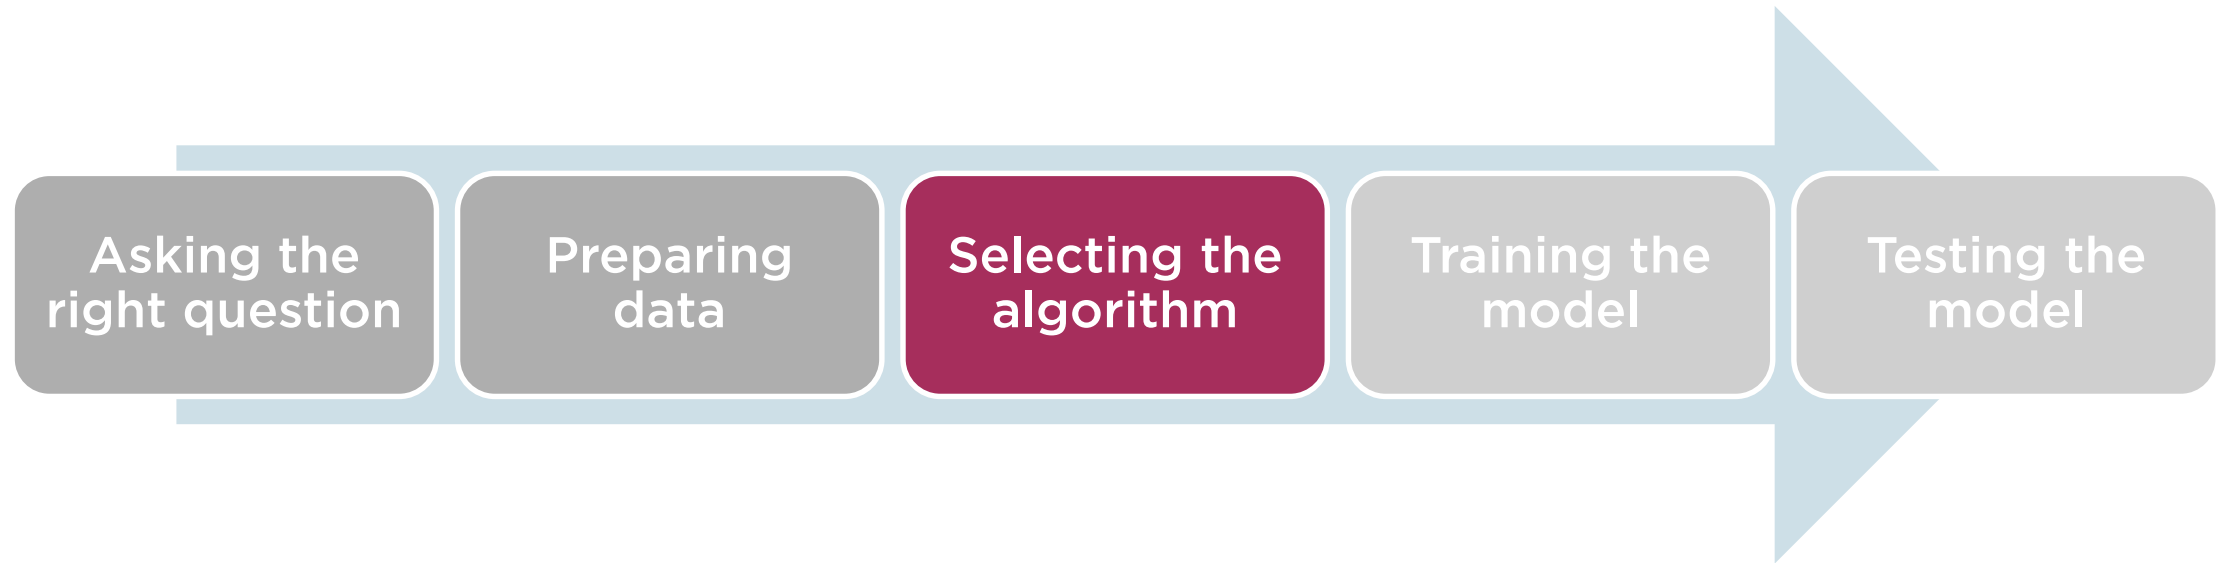 Asking the
right question
Preparing
data
Selecting the
algorithm
Training the
model
Testing the
model